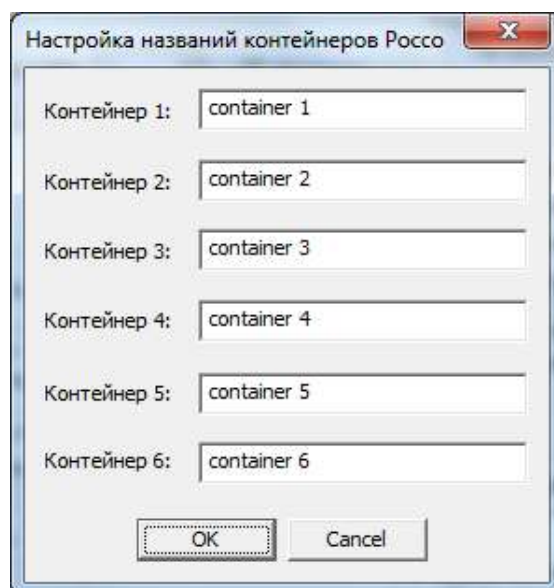 Настройка названий контейнеров Росco
Контейнер 1: container 1
Контейнер 2: container 2
Контейнер 3: container 3
Контейнер 4: container 4
Контейнер 5: container 5
Контейнер 6: container 6
OK Cancel